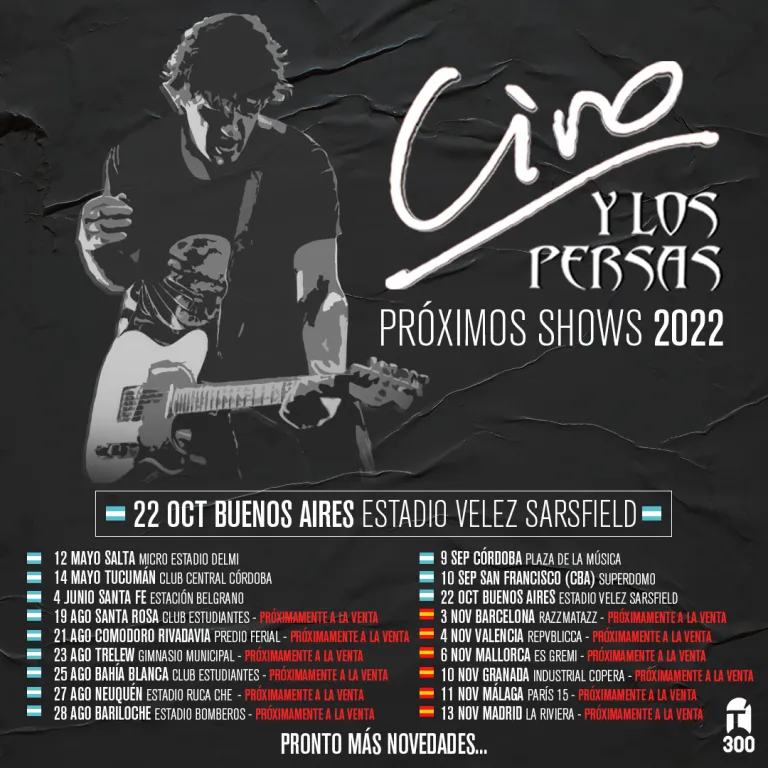 Ciro
Y LOS
PERSAS
PRÓXIMOS SHOWS 2022
22 OCT BUENOS AIRES ESTADIO VELEZ SARSFIELD
12 MAYO SALTA MICRO ESTADIO DELMI
14 MAYO TUCUMÁN CLUB CENTRAL CÓRDOBA
4 JUNIO SANTA FE ESTACIÓN BELGRANO
19 AGO SANTA ROSA CLUB ESTUDIANTES - PRÓXIMAMENTE A LA VENTA
21 AGO COMODORO RIVADAVIA PREDIO FERIAL - PRÓXIMAMENTE A LA VENTA
23 AGO TRELEW GIMNASIO MUNICIPAL - PRÓXIMAMENTE A LA VENTA
25 AGO BAHÍA BLANCA CLUB ESTUDIANTES - PRÓXIMAMENTE A LA VENTA
27 AGO NEUQUÉN ESTADIO RUCA CHE - PRÓXIMAMENTE A LA VENTA
28 AGO BARILOCHE ESTADIO BOMBEROS - PRÓXIMAMENTE A LA VENTA
9 SEP CÓRDOBA PLAZA DE LA MÚSICA
10 SEP SAN FRANCISCO (CBA) SUPERDOMO
22 OCT BUENOS AIRES ESTADIO VELEZ SARSFIELD
3 NOV BARCELONA RAZZMATAZZ - PRÓXIMAMENTE A LA VENTA
4 NOV VALENCIA REPVBLICCA - PRÓXIMAMENTE A LA VENTA
6 NOV MALLORCA ES GREMI - PRÓXIMAMENTE A LA VENTA
10 NOV GRANADA INDUSTRIAL COPERA - PRÓXIMAMENTE A LA VENTA
11 NOV MÁLAGA PARÍS 15 - PRÓXIMAMENTE A LA VENTA
13 NOV MADRID LA RIVIERA - PRÓXIMAMENTE A LA VENTA
PRONTO MÁS NOVEDADES...
300